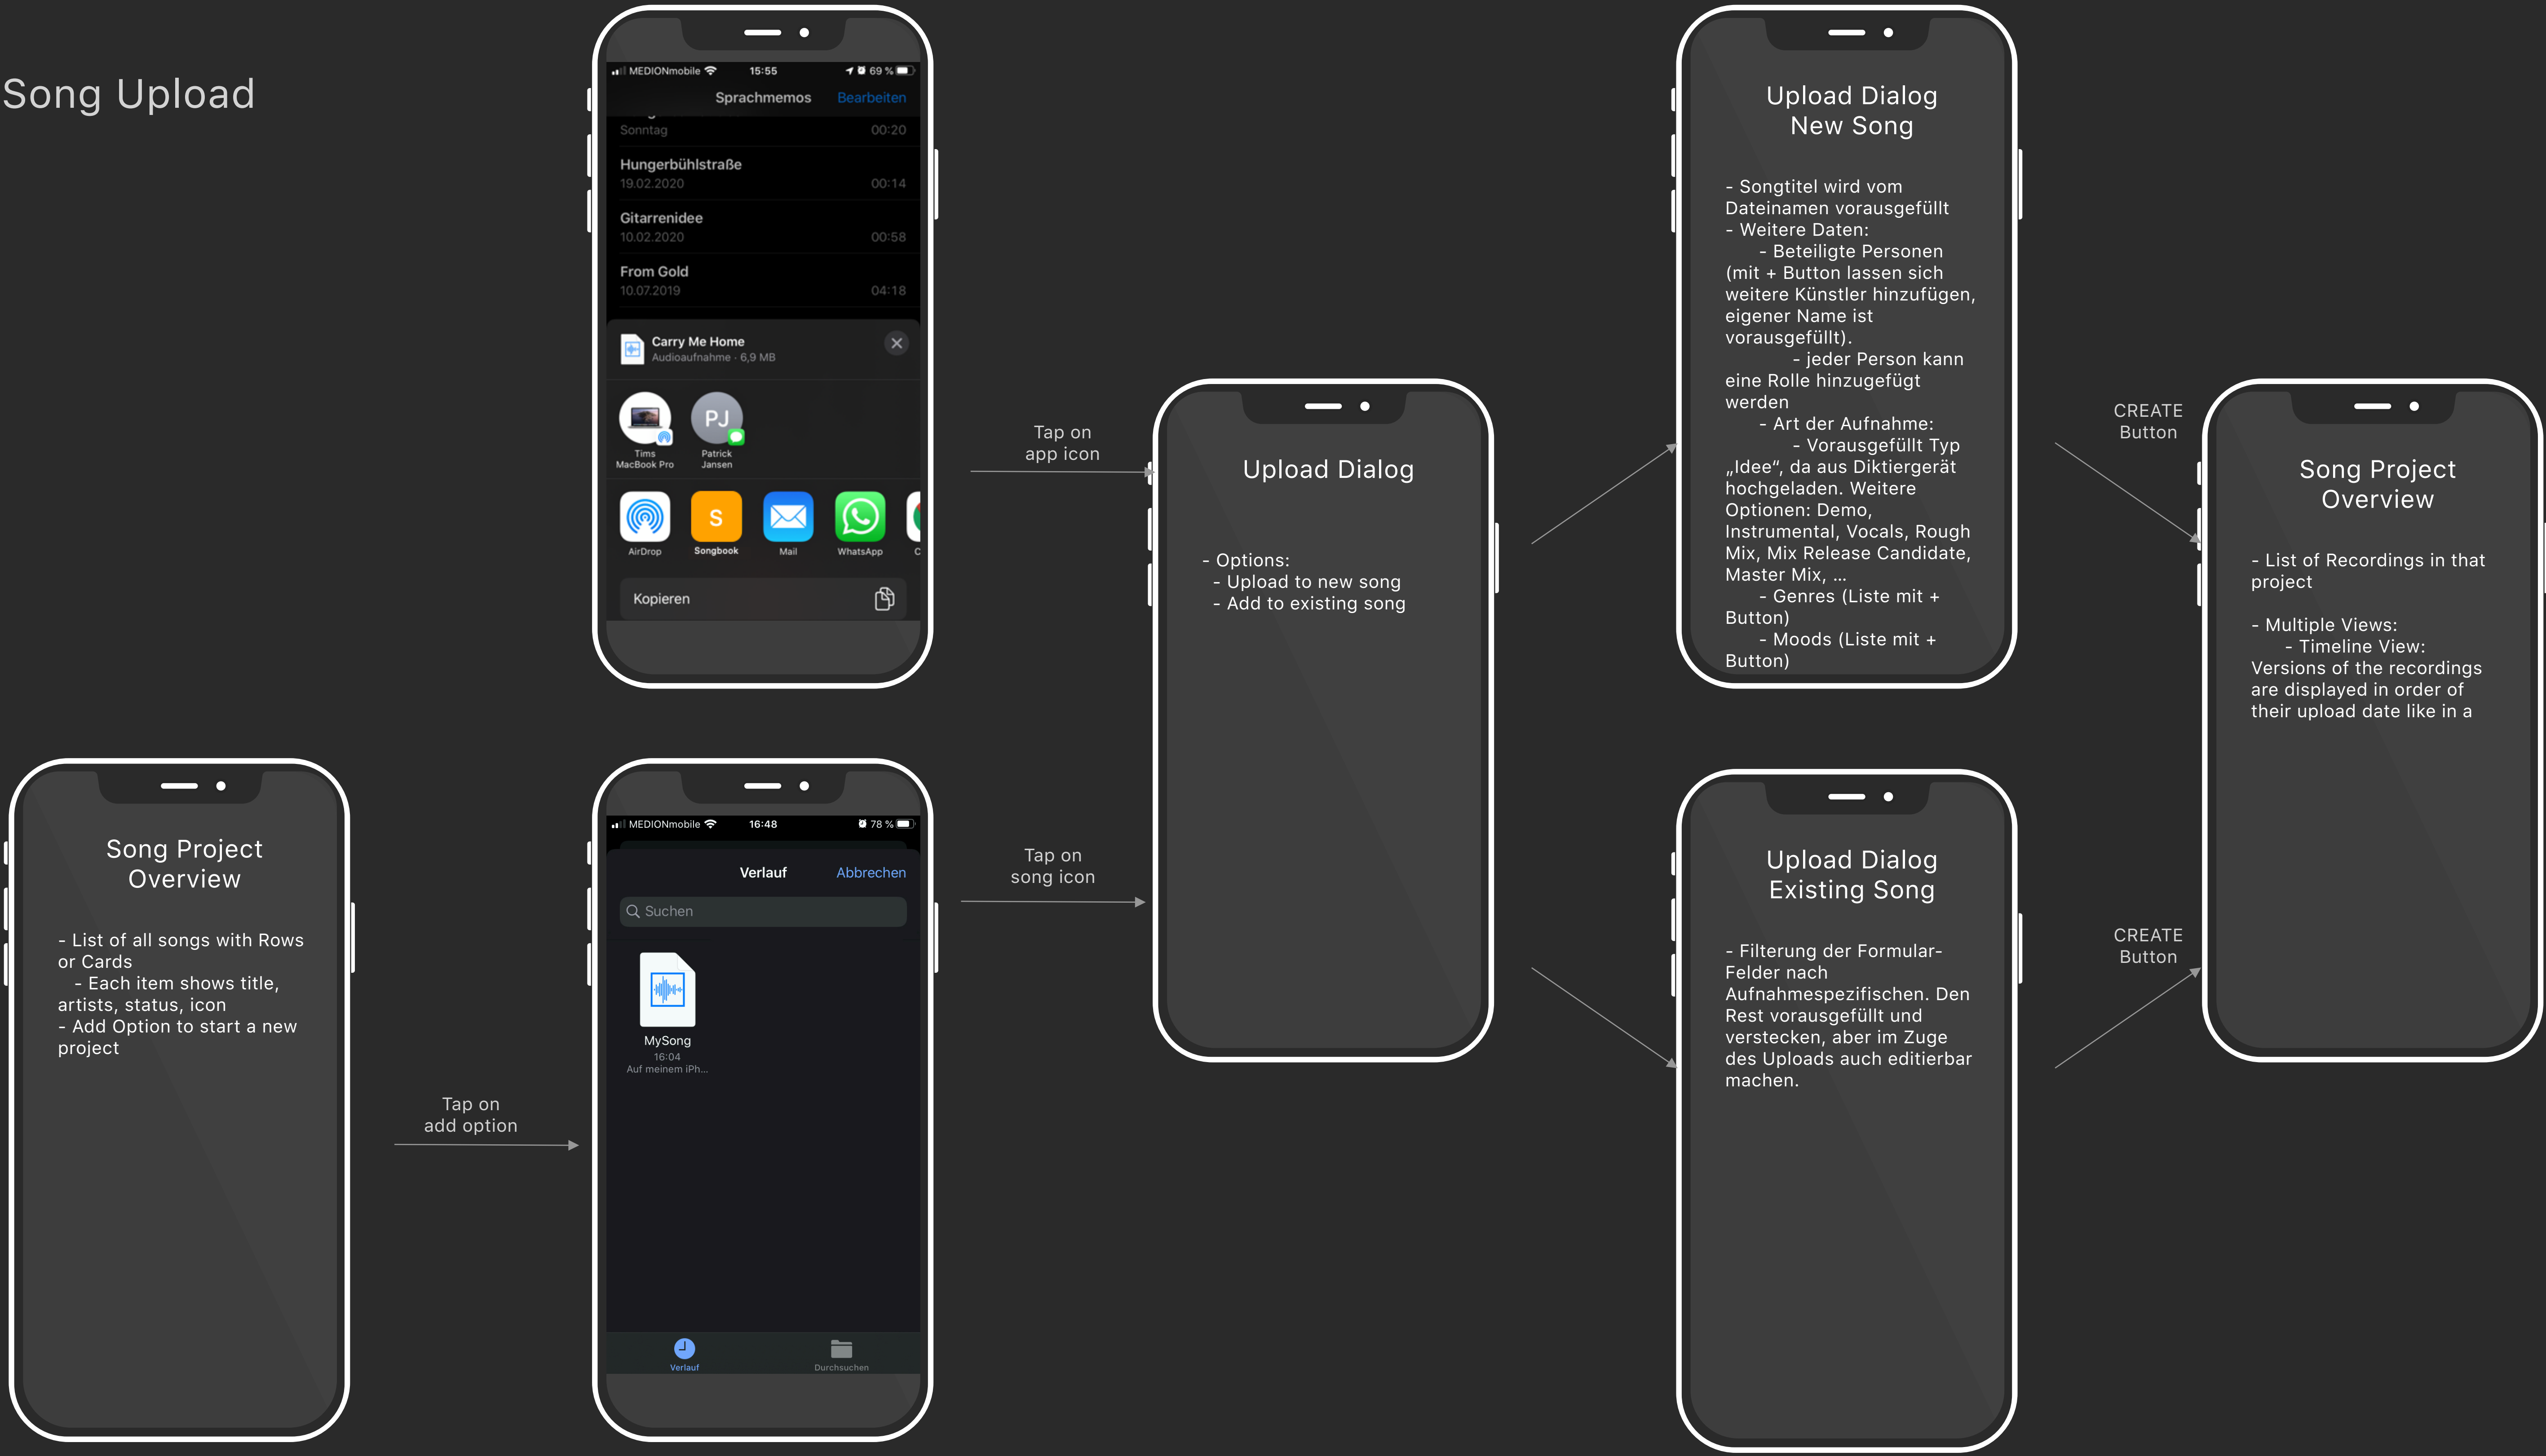 Song Upload
MEDIONmobile
15:55
69 %
Sprachmemos
Bearbeiten
Sonntag
00:20
Hungerbühlstraße
19.02.2020
00:14
Gitarrenidee
10.02.2020
00:58
From Gold
10.07.2019
04:18
Carry Me Home
Audioaufnahme · 6,9 MB
PJ
Tims
MacBook Pro
Patrick
Jansen
S
AirDrop
Songbook
Mail
WhatsApp
C
Kopieren
Tap on
app icon
Song Project
Overview
- List of all songs with Rows
or Cards
- Each item shows title,
artists, status, icon
- Add Option to start a new
project
Tap on
add option
MEDIONmobile
16:48
78 %
Verlauf
Abbrechen
Suchen
MySong
16:04
Auf meinem iPh...
Verlauf
Durchsuchen
Tap on
song icon
Upload Dialog
- Options:
- Upload to new song
- Add to existing song
Upload Dialog
New Song
- Songtitel wird vom
Dateinamen vorausgefüllt
- Weitere Daten:
- Beteiligte Personen
(mit + Button lassen sich
weitere Künstler hinzufügen,
eigener Name ist
vorausgefüllt).
- jeder Person kann
eine Rolle hinzugefügt
werden
- Art der Aufnahme:
- Vorausgefüllt Typ
„Idee“, da aus Diktiergerät
hochgeladen. Weitere
Optionen: Demo,
Instrumental, Vocals, Rough
Mix, Mix Release Candidate,
Master Mix, …
- Genres (Liste mit +
Button)
- Moods (Liste mit +
Button)
Upload Dialog
Existing Song
- Filterung der Formular-
Felder nach
Aufnahmespezifischen. Den
Rest vorausgefüllt und
verstecken, aber im Zuge
des Uploads auch editierbar
machen.
CREATE
Button
CREATE
Button
Song Project
Overview
- List of Recordings in that
project
- Multiple Views:
- Timeline View:
Versions of the recordings
are displayed in order of
their upload date like in a